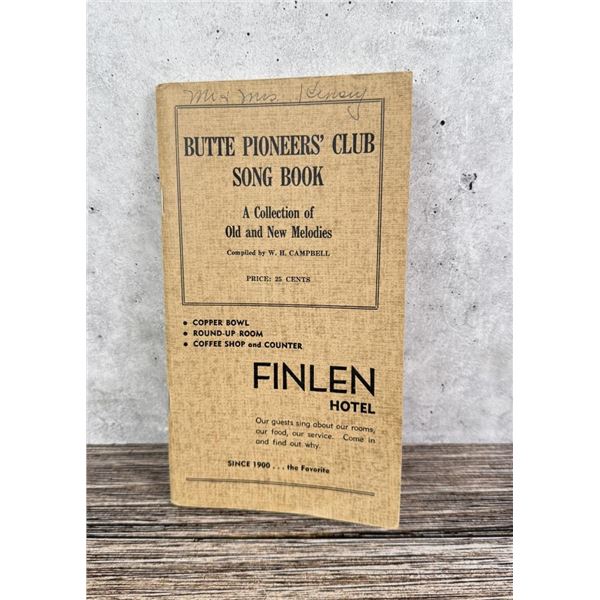 Mr & Mrs. Henry
BUTTE PIONEERS' CLUB
SONG BOOK
A Collection of
Old and New Melodies
Compiled by W. H. CAMPBELL
PRICE: 25 CENTS
• COPPER BOWL
• ROUND-UP ROOM
• COFFEE SHOP and COUNTER
FINLEN
HOTEL
Our guests sing about our rooms,
our food, our service. Come in
and find out why.
SINCE 1900 . . . the Favorite